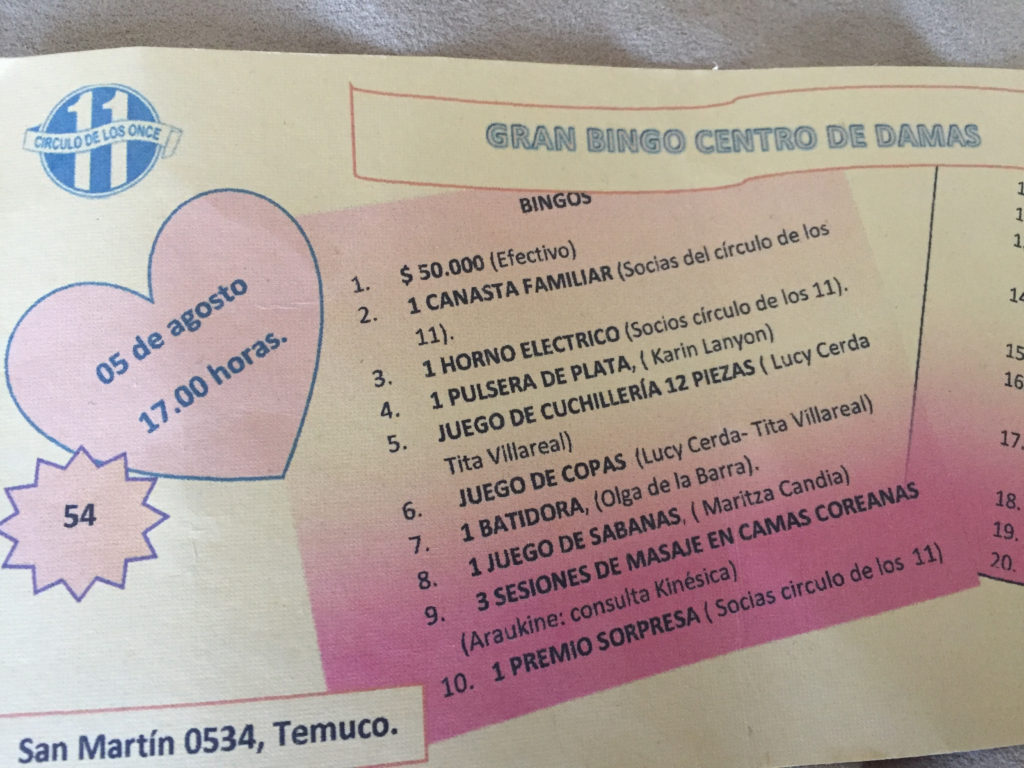 11
CIRCULO DE LOS ONCE
GRAN BINGO CENTRO DE DAMAS
05 de agosto
17.00 horas.
54
BINGOS
1. $ 50.000 (Efectivo)
2. 1 CANASTA FAMILIAR (Socias del círculo de los
11).
3. 1 HORNO ELECTRICO (Socios círculo de los 11).
4. 1 PULSERA DE PLATA, ( Karin Lanyon)
5. JUEGO DE CUCHILLERÍA 12 PIEZAS ( Lucy Cerda
Tita Villareal)
6. JUEGO DE COPAS (Lucy Cerda- Tita Villareal)
7. 1 BATIDORA, (Olga de la Barra).
8. 1 JUEGO DE SABANAS, ( Maritza Candia)
9. 3 SESIONES DE MASAJE EN CAMAS COREANAS
(Araukine: consulta Kinésica)
10. 1 PREMIO SORPRESA ( Socias circulo de los 11)
14
15
16
17.
18.
19.
20.
San Martín 0534, Temuco.